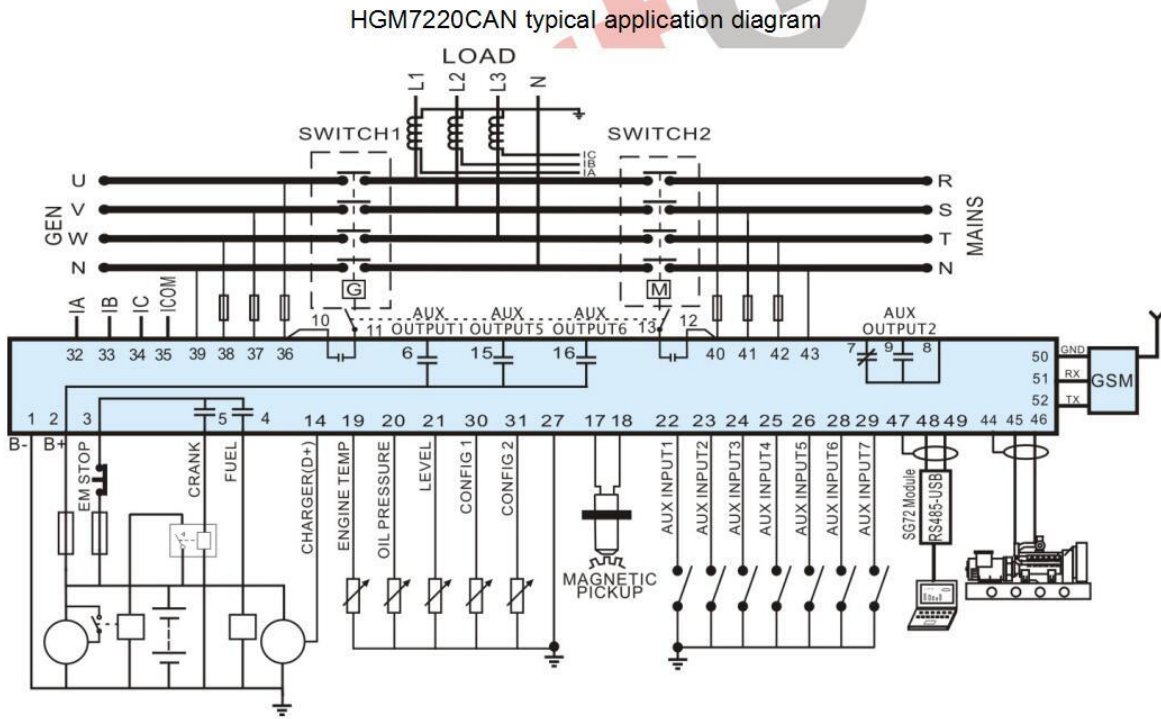 HGM7220CAN typical application diagram
LOAD
L1 L2 L3 N
SWITCH1 SWITCH2
IC
IB
IA
GEN
U
V
W
N
MAINS
R
S
T
N
G M
IA IB IC ICOM
10 11 13 12
AUX OUTPUT1
AUX OUTPUT5
AUX OUTPUT6
AUX OUTPUT2
32 33 34 35 39 38 37 36 6 15 16 40 41 42 43 7 9 8
50 GND
51 RX
52 TX
GSM
1 2 3 5 4 14 19 20 21 30 31 27 17 18 22 23 24 25 26 28 29 47 48 49 44 45 46
B- B+
EM STOP
CRANK
FUEL
CHARGER(D+)
ENGINE TEMP
OIL PRESSURE
LEVEL
CONFIG 1
CONFIG 2
MAGNETIC
PICKUP
AUX INPUT1
AUX INPUT2
AUX INPUT3
AUX INPUT4
AUX INPUT5
AUX INPUT6
AUX INPUT7
SG72 Module
RS485-USB